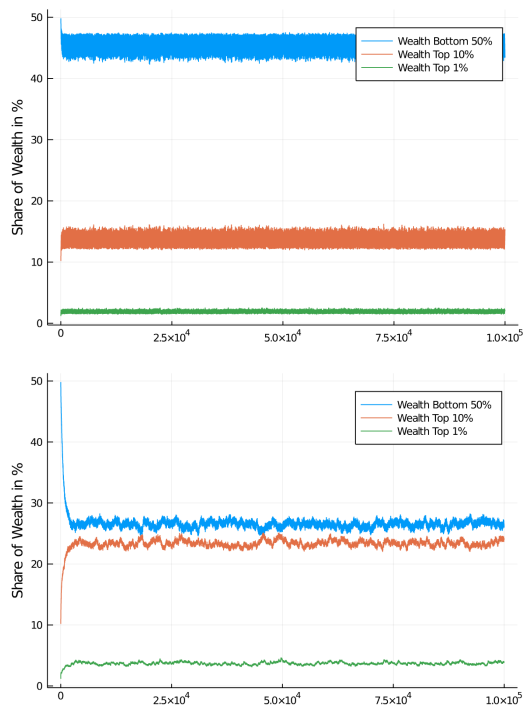 50
Wealth Bottom 50%
Wealth Top 10%
Wealth Top 1%
40
30
20
10
0
Share of Wealth in %
0
2.5×10⁴
5.0×10⁴
7.5×10⁴
1.0×10⁵
50
Wealth Bottom 50%
Wealth Top 10%
Wealth Top 1%
40
30
20
10
0
Share of Wealth in %
0
2.5×10⁴
5.0×10⁴
7.5×10⁴
1.0×10⁵